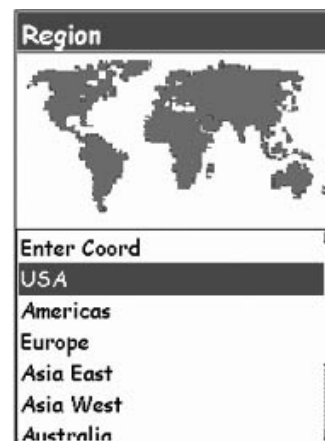 Region
Enter Coord
USA
Americas
Europe
Asia East
Asia West
Australia